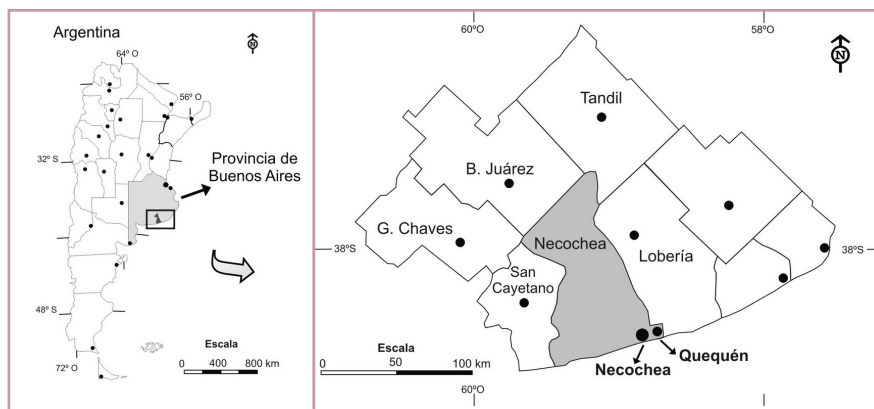 Argentina
N
64º O
56º O
32º S
Provincia de
Buenos Aires
48º S
72º O
Escala
0 400 800 km
60ºO
58ºO
N
Tandil
B. Juárez
G. Chaves
Necochea
Lobería
38ºS
38ºS
San
Cayetano
Escala
0 50 100 km
Quequén
Necochea
60ºO